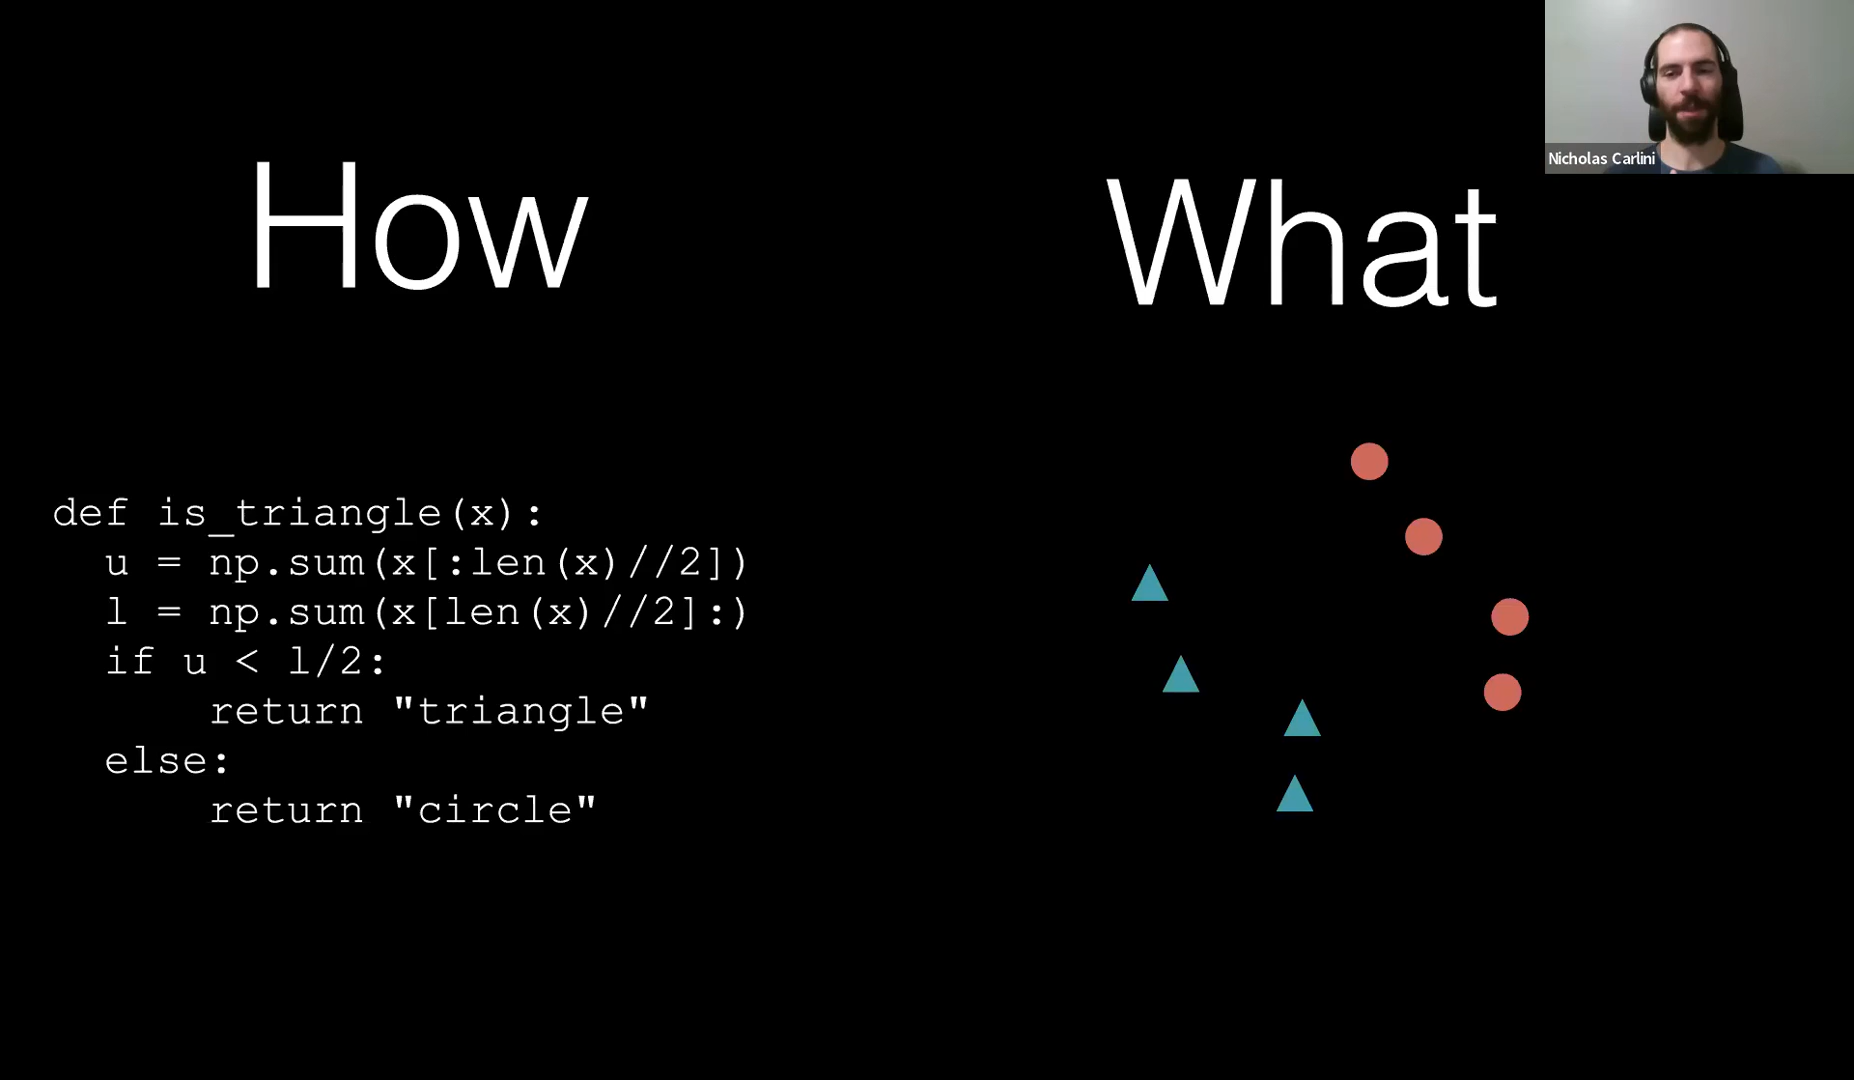 How
What
Nicholas Carlini
def is_triangle(x):
u = np.sum(x[:len(x)//2])
l = np.sum(x[len(x)//2]:)
if u < l/2:
return "triangle"
else:
return "circle"